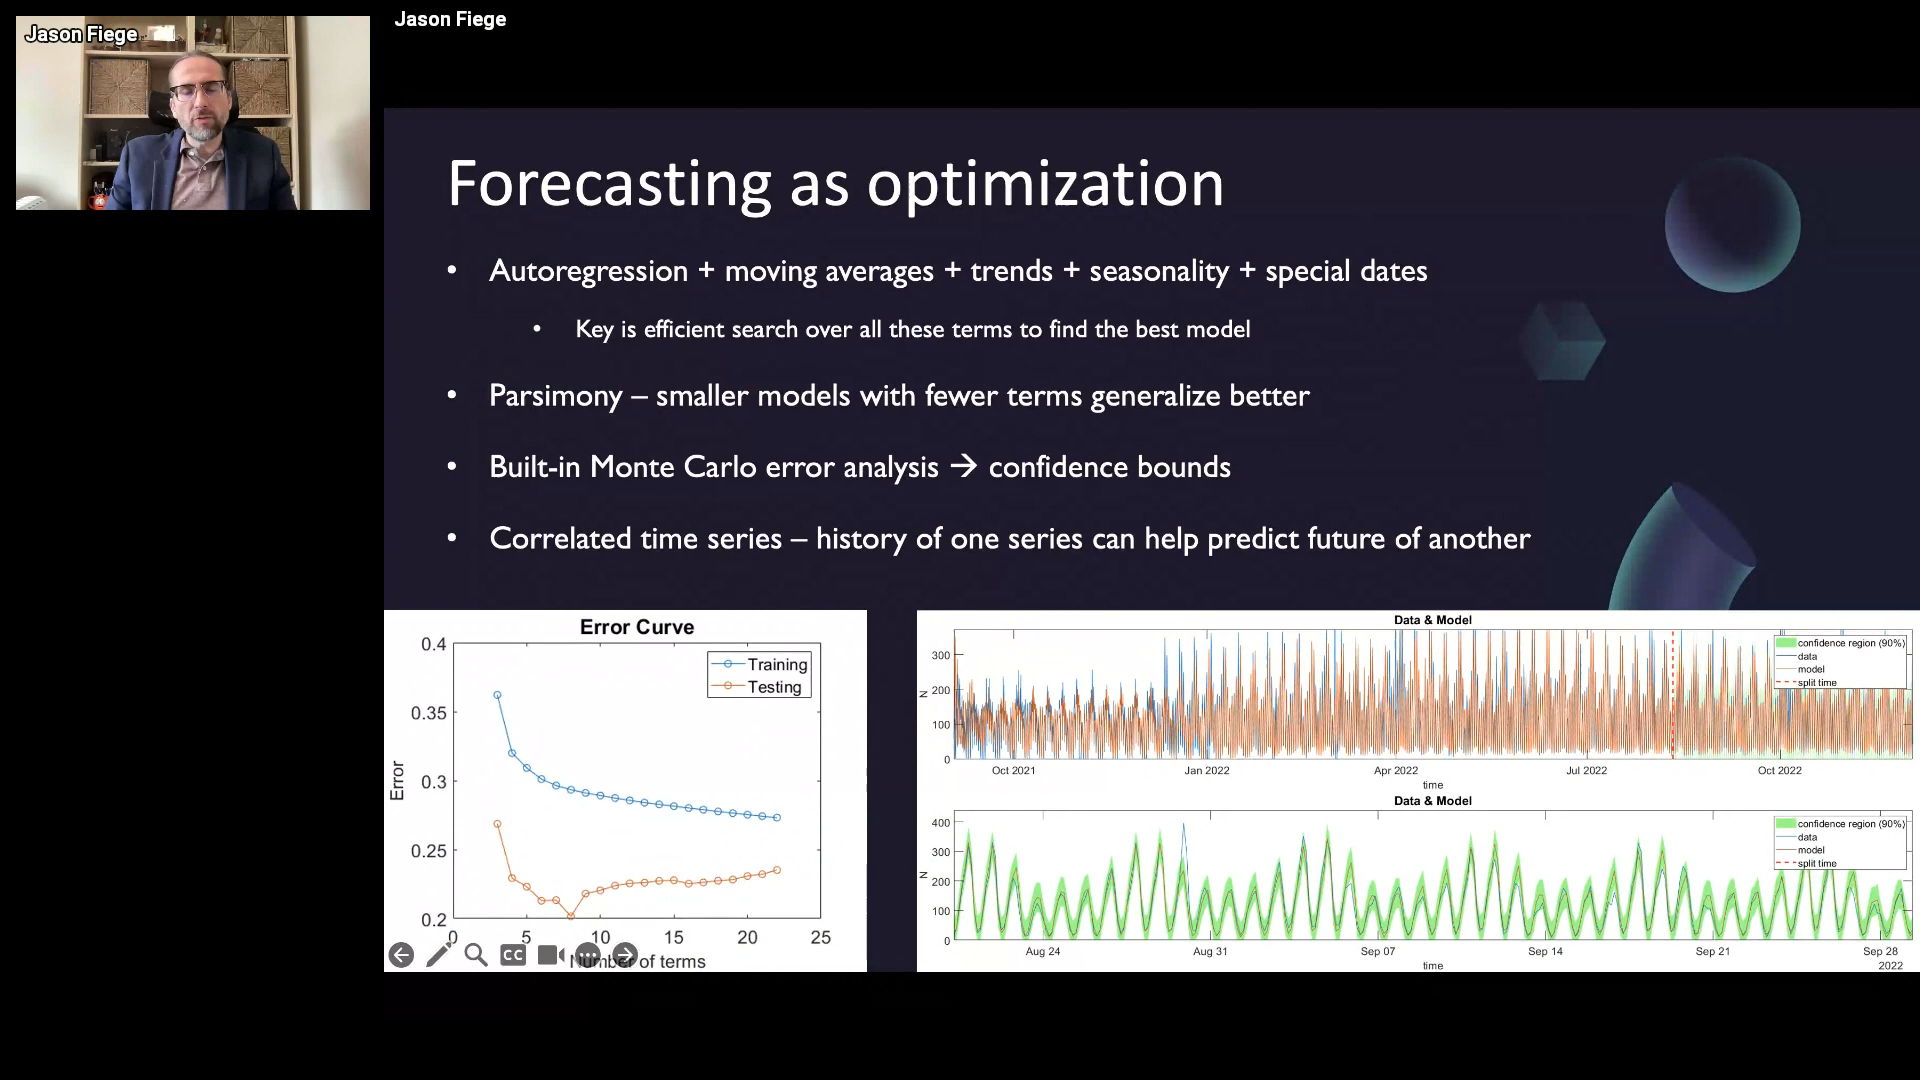 Jason Fiege
Jason Fiege
Forecasting as optimization
• Autoregression + moving averages + trends + seasonality + special dates
• Key is efficient search over all these terms to find the best model
• Parsimony – smaller models with fewer terms generalize better
• Built-in Monte Carlo error analysis → confidence bounds
• Correlated time series – history of one series can help predict future of another
Error Curve
0.4
0.35
0.3
0.25
0.2
Error
Training
Testing
0 5 10 15 20 25
CC
Number of terms
Data & Model
300
200
100
0
N
confidence region (90%)
data
model
split time
Oct 2021 Jan 2022 Apr 2022 Jul 2022 Oct 2022
time
Data & Model
400
300
200
100
0
N
confidence region (90%)
data
model
split time
Aug 24 Aug 31 Sep 07 Sep 14 Sep 21 Sep 28
time 2022